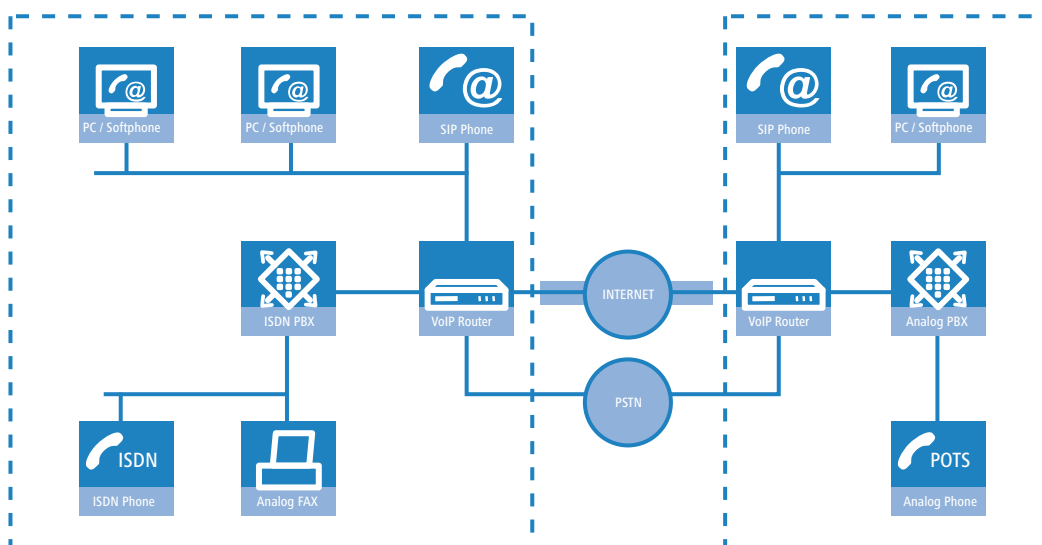 @
@
@
@
@
PC / Softphone
PC / Softphone
SIP Phone
SIP Phone
PC / Softphone
INTERNET
ISDN PBX
VoIP Router
VoIP Router
Analog PBX
PSTN
ISDN
POTS
ISDN Phone
Analog FAX
Analog Phone